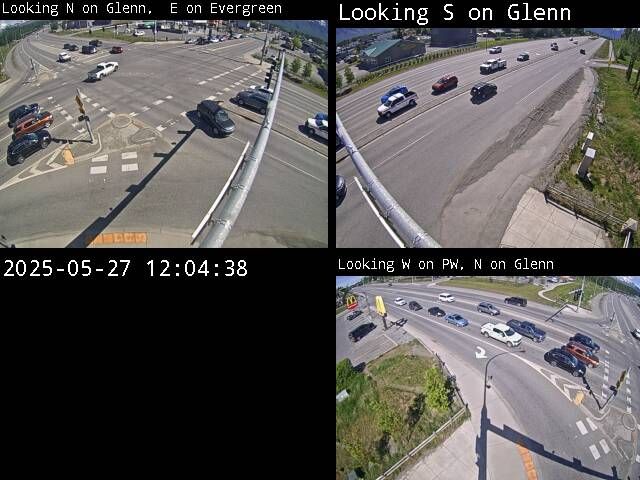 Looking N on Glenn,  E on Evergreen
Looking S on Glenn
2025-05-27 12:04:38
Looking W on PW, N on Glenn